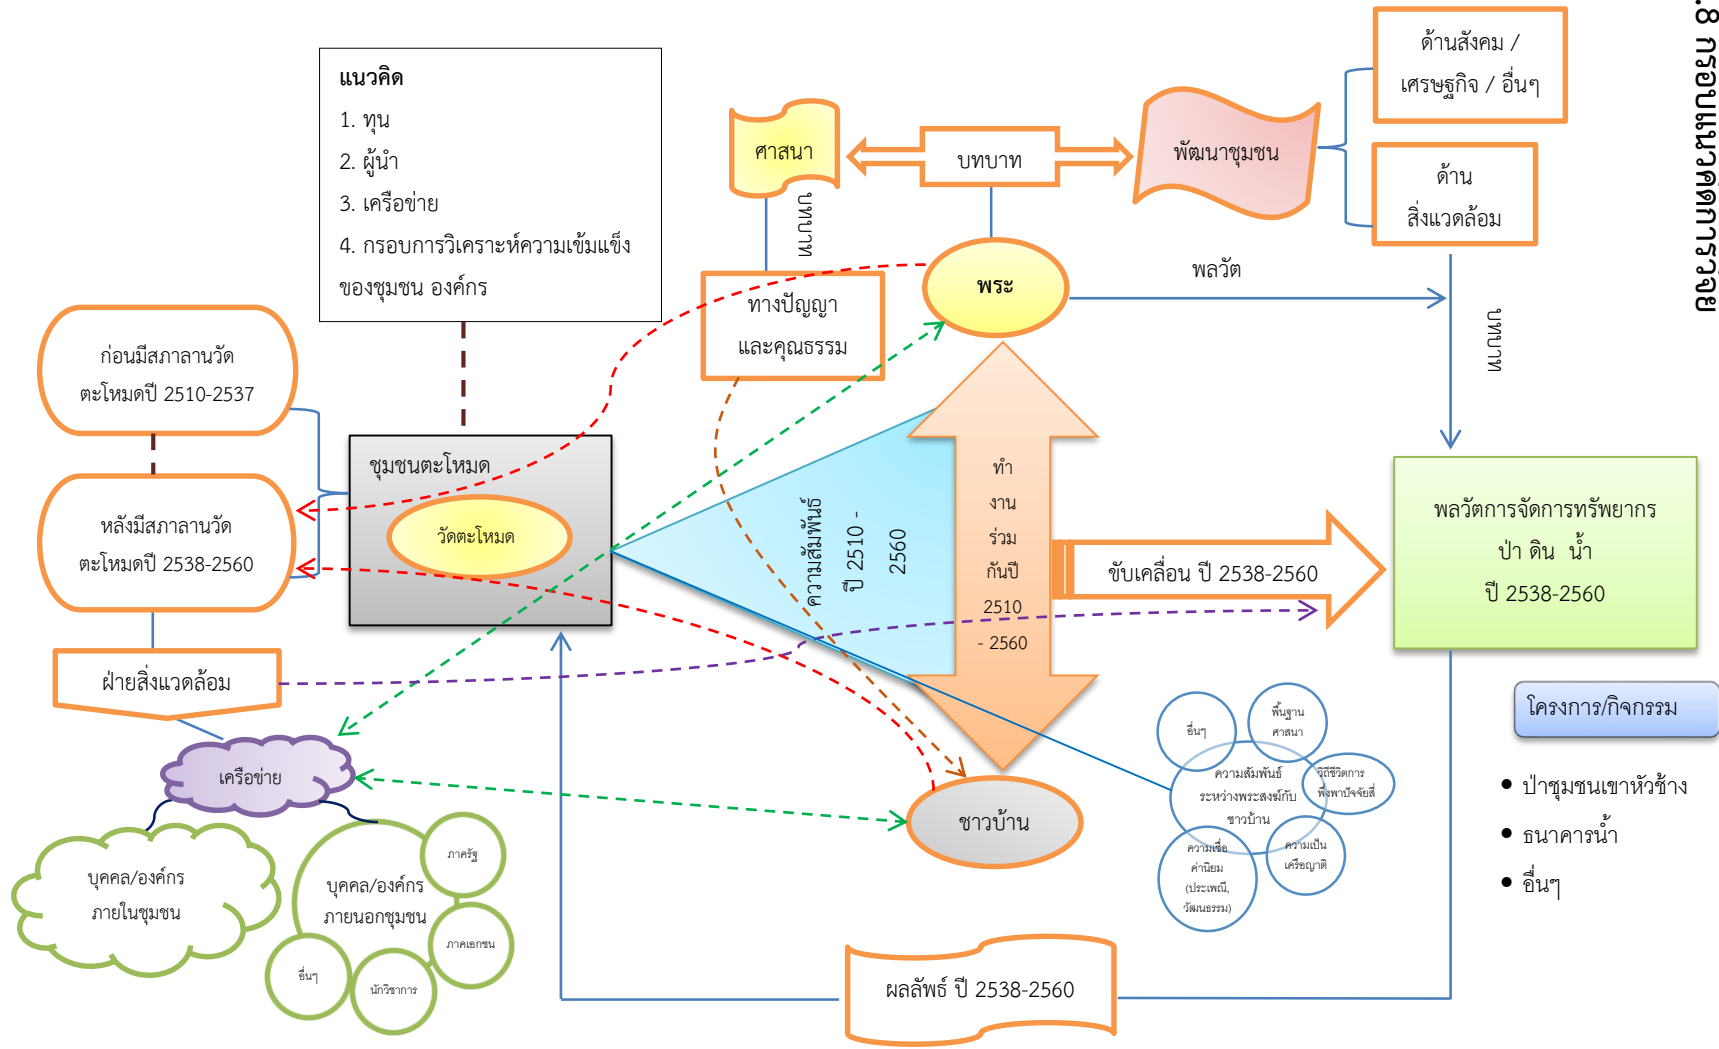 .8 กรอบแนวคิดการวิจัย
แนวคิด
1. ทุน
2. ผู้นำ
3. เครือข่าย
4. กรอบการวิเคราะห์ความเข้มแข็ง
ของชุมชน องค์กร
ศาสนา
บทบาท
พัฒนาชุมชน
ด้านสังคม /
เศรษฐกิจ / อื่นๆ
ด้าน
สิ่งแวดล้อม
บทบาท
ทางปัญญา
และคุณธรรม
พระ
พลวัต
บทบาท
ก่อนมีสภาลานวัด
ตะโหมดปี 2510-2537
หลังมีสภาลานวัด
ตะโหมดปี 2538-2560
ชุมชนตะโหมด
วัดตะโหมด
ความสัมพันธ์
ปี 2510 -
2560
ทำ
งาน
ร่วม
กันปี
2510
- 2560
ขับเคลื่อน ปี 2538-2560
พลวัตการจัดการทรัพยากร
ป่า ดิน น้ำ
ปี 2538-2560
ฝ่ายสิ่งแวดล้อม
เครือข่าย
บุคคล/องค์กร
ภายในชุมชน
บุคคล/องค์กร
ภายนอกชุมชน
ภาครัฐ
ภาคเอกชน
นักวิชาการ
อื่นๆ
ชาวบ้าน
อื่นๆ
พื้นฐาน
ศาสนา
ความสัมพันธ์
ระหว่างพระสงฆ์กับ
ชาวบ้าน
วิถีชีวิตการ
พึ่งพาปัจจัยสี่
ความเชื่อ
ค่านิยม
(ประเพณี,
วัฒนธรรม)
ความเป็น
เครือญาติ
โครงการ/กิจกรรม
• ป่าชุมชนเขาหัวช้าง
• ธนาคารน้ำ
• อื่นๆ
ผลลัพธ์ ปี 2538-2560